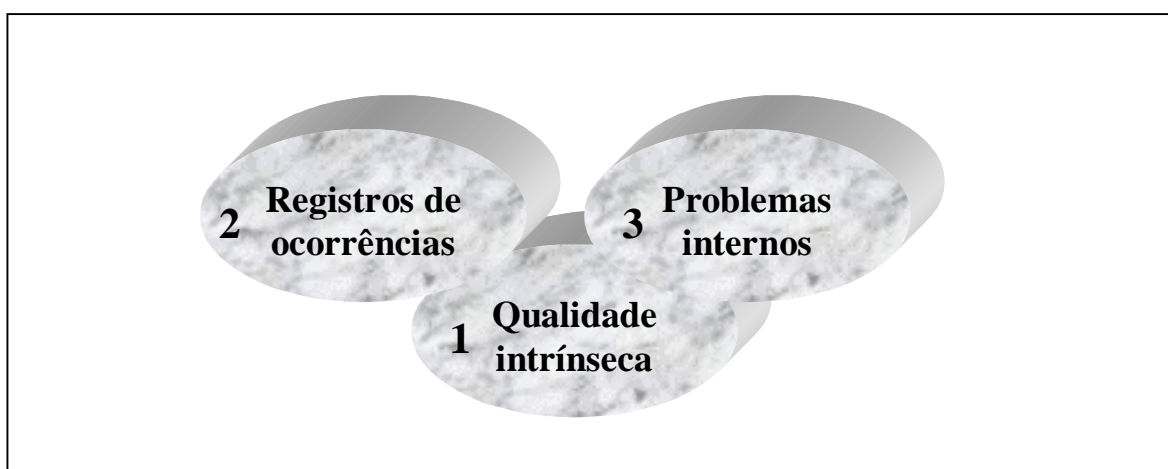 2 Registros de
ocorrências
3 Problemas
internos
1 Qualidade
intrínseca